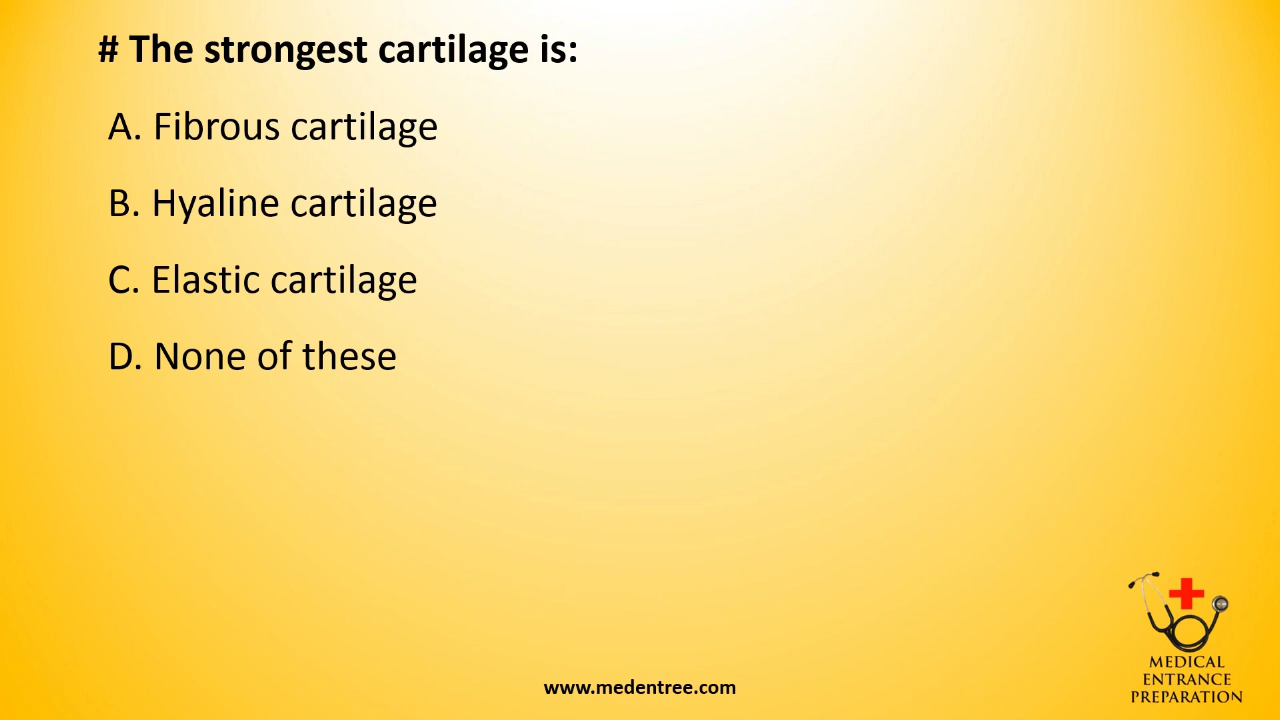 # The strongest cartilage is:
A. Fibrous cartilage
B. Hyaline cartilage
C. Elastic cartilage
D. None of these
MEDICAL
ENTRANCE
PREPARATION
www.medentree.com